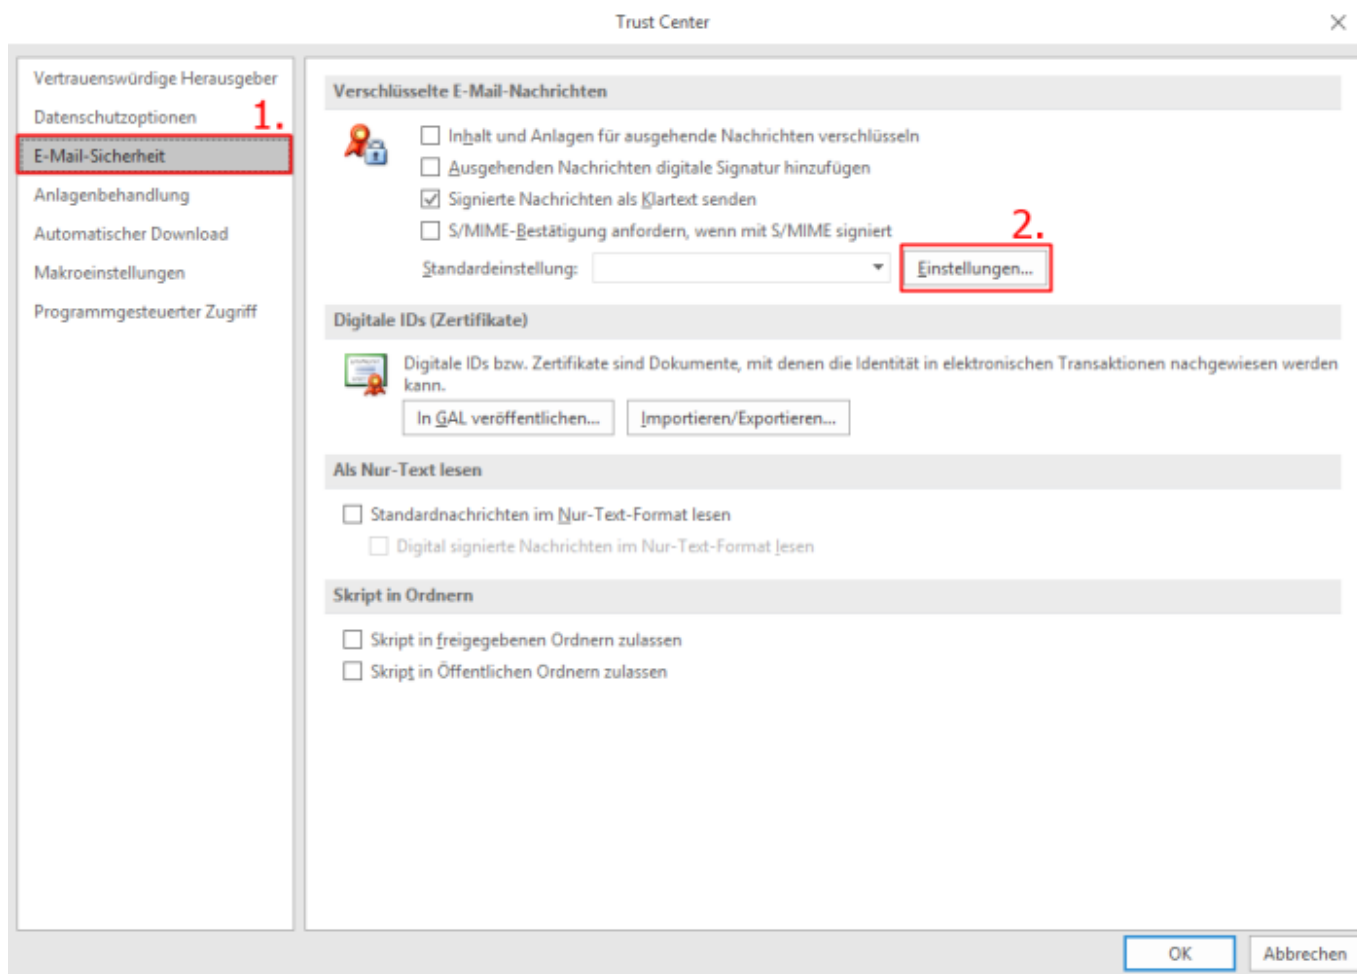 Trust Center
Vertrauenswürdige Herausgeber
Datenschutzoptionen
1.
E-Mail-Sicherheit
Anlagenbehandlung
Automatischer Download
Makroeinstellungen
Programmgesteuerter Zugriff
Verschlüsselte E-Mail-Nachrichten
Inhalt und Anlagen für ausgehende Nachrichten verschlüsseln
Ausgehenden Nachrichten digitale Signatur hinzufügen
Signierte Nachrichten als Klartext senden
S/MIME-Bestätigung anfordern, wenn mit S/MIME signiert
2.
Standardeinstellung:
Einstellungen...
Digitale IDs (Zertifikate)
Digitale IDs bzw. Zertifikate sind Dokumente, mit denen die Identität in elektronischen Transaktionen nachgewiesen werden
kann.
In GAL veröffentlichen...
Importieren/Exportieren...
Als Nur-Text lesen
Standardnachrichten im Nur-Text-Format lesen
Digital signierte Nachrichten im Nur-Text-Format lesen
Skript in Ordnern
Skript in freigegebenen Ordnern zulassen
Skript in Öffentlichen Ordnern zulassen
OK
Abbrechen